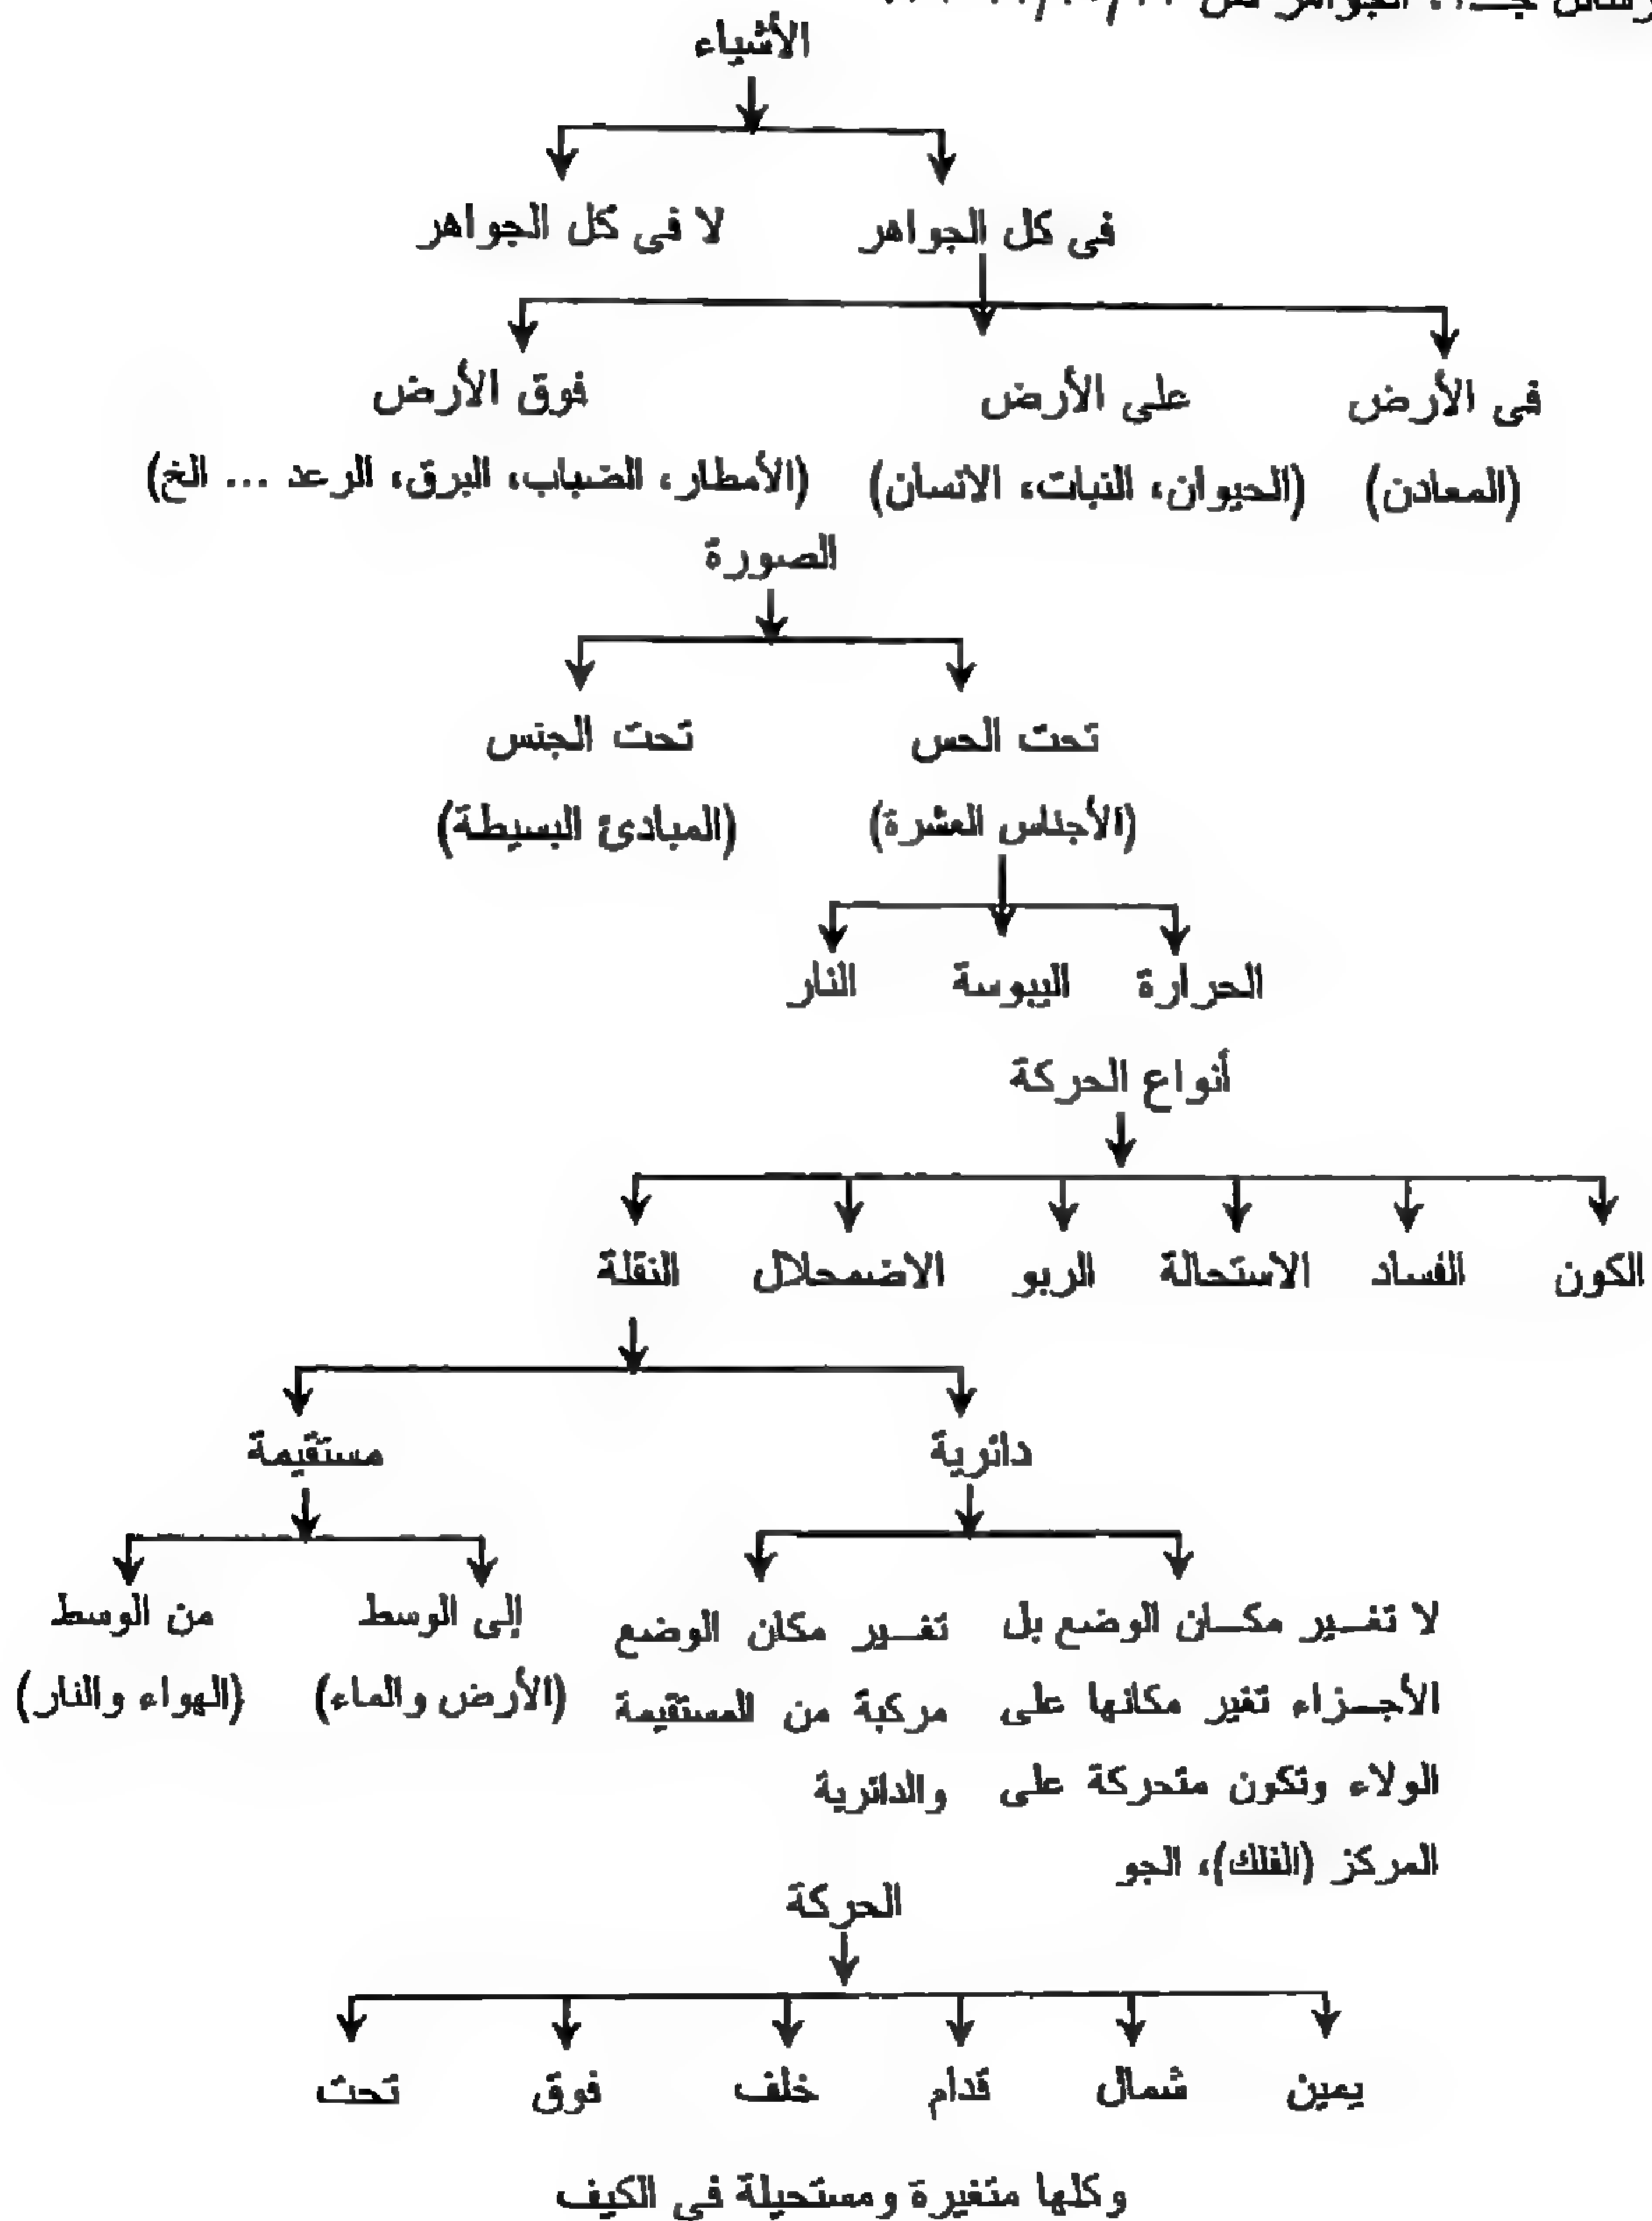 الأشياء
فى كل الجواهر لا فى كل الجواهر
فى الأرض على الأرض فوق الأرض
(المعادن) (الحيوان، النبات، الانسان) (الأمطار، الضباب، البرق، الرعد ... الخ)
الصورة
تحت الحس تحت الجنس
(الأجناس العشرة) (المبادئ البسيطة)
الحرارة اليبوسة النار
أنواع الحركة
الكون الفساد الاستحالة الربو الاضمحلال النقلة
دائرية مستقيمة
لا تغــير مكــان الوضع بل تغــير مكان الوضع إلى الوسط من الوسط
الأجــزاء تغير مكانها على مركبة من المستقيمة (الأرض والماء) (الهواء والنار)
الولاء وتكون متحركة على والدائرية
المركز (الفلك)، الجو
الحركة
يمين شمال قدام خلف فوق تحت
وكلها متغيرة ومستحيلة فى الكيف